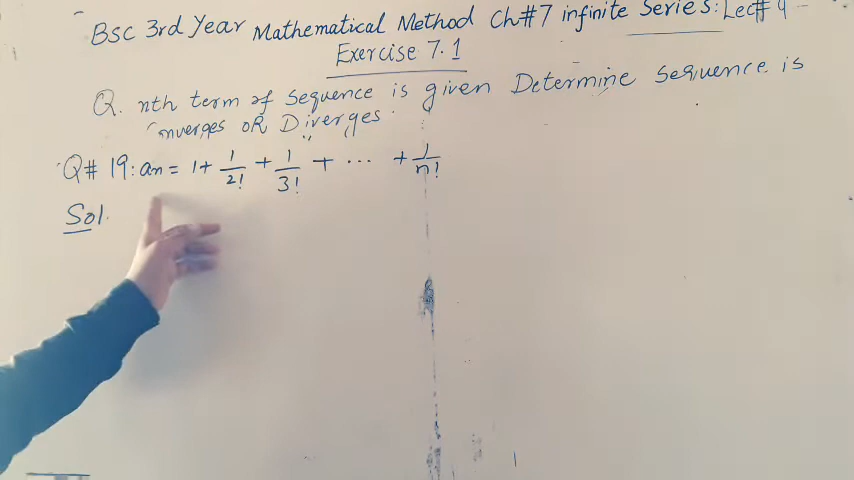 Bsc 3rd Year Mathematical Method Ch#7 infinite Series: Lec# 4
Exercise 7.1
Q. nth term of sequence is given Determine sequence is
Converges OR Diverges
Q# 19: an = 1 + 1/2! + 1/3! + ... + 1/n!
Sol.